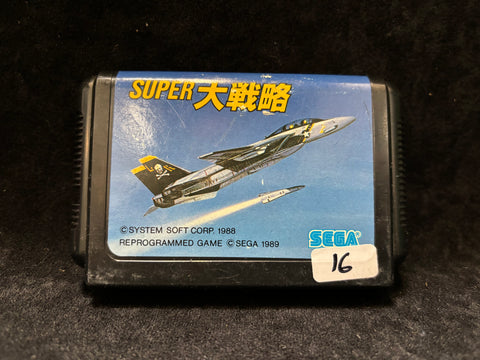 SUPER 大戦略
©SYSTEM SOFT CORP. 1988
REPROGRAMMED GAME ©SEGA 1989
SEGA
16